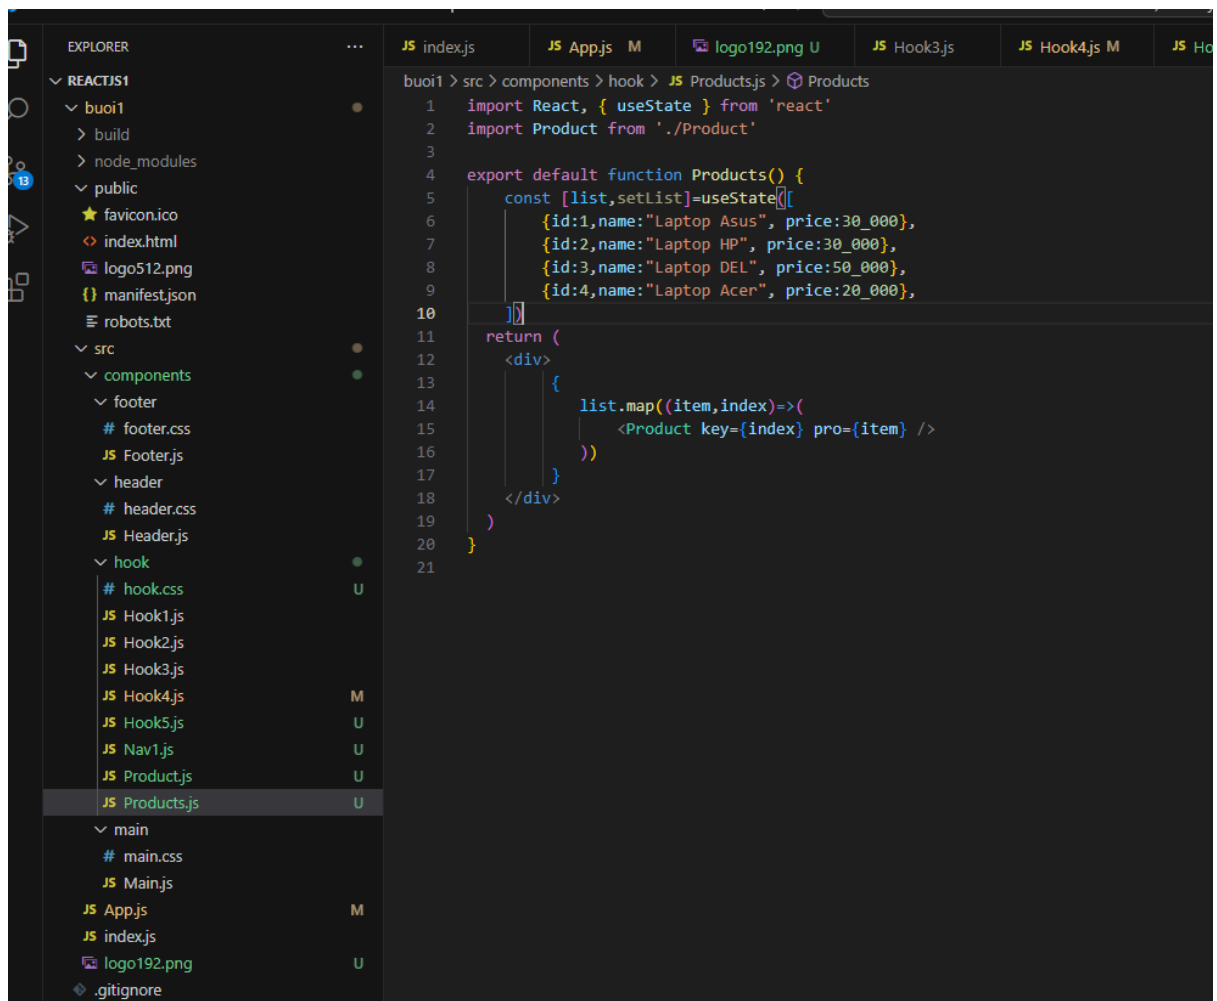 EXPLORER
REACTJS1
buoi1
build
node_modules
public
favicon.ico
index.html
logo512.png
manifest.json
robots.txt
src
components
footer
footer.css
Footer.js
header
header.css
Header.js
hook
hook.css U
Hook1.js
Hook2.js
Hook3.js
Hook4.js M
Hook5.js U
Nav1.js U
Product.js U
Products.js U
main
main.css
Main.js
App.js M
index.js
logo192.png U
.gitignore
13
JS index.js JS App.js M logo192.png U JS Hook3.js JS Hook4.js M JS
buoi1 > src > components > hook > JS Products.js > Products
1 import React, { useState } from 'react'
2 import Product from './Product'
3
4 export default function Products() {
5 const [list,setList]=useState([
6 {id:1,name:"Laptop Asus", price:30_000},
7 {id:2,name:"Laptop HP", price:30_000},
8 {id:3,name:"Laptop DEL", price:50_000},
9 {id:4,name:"Laptop Acer", price:20_000},
10 ])
11 return (
12 <div>
13 {
14 list.map((item,index)=>(
15 <Product key={index} pro={item} />
16 ))
17 }
18 </div>
19 )
20 }
21